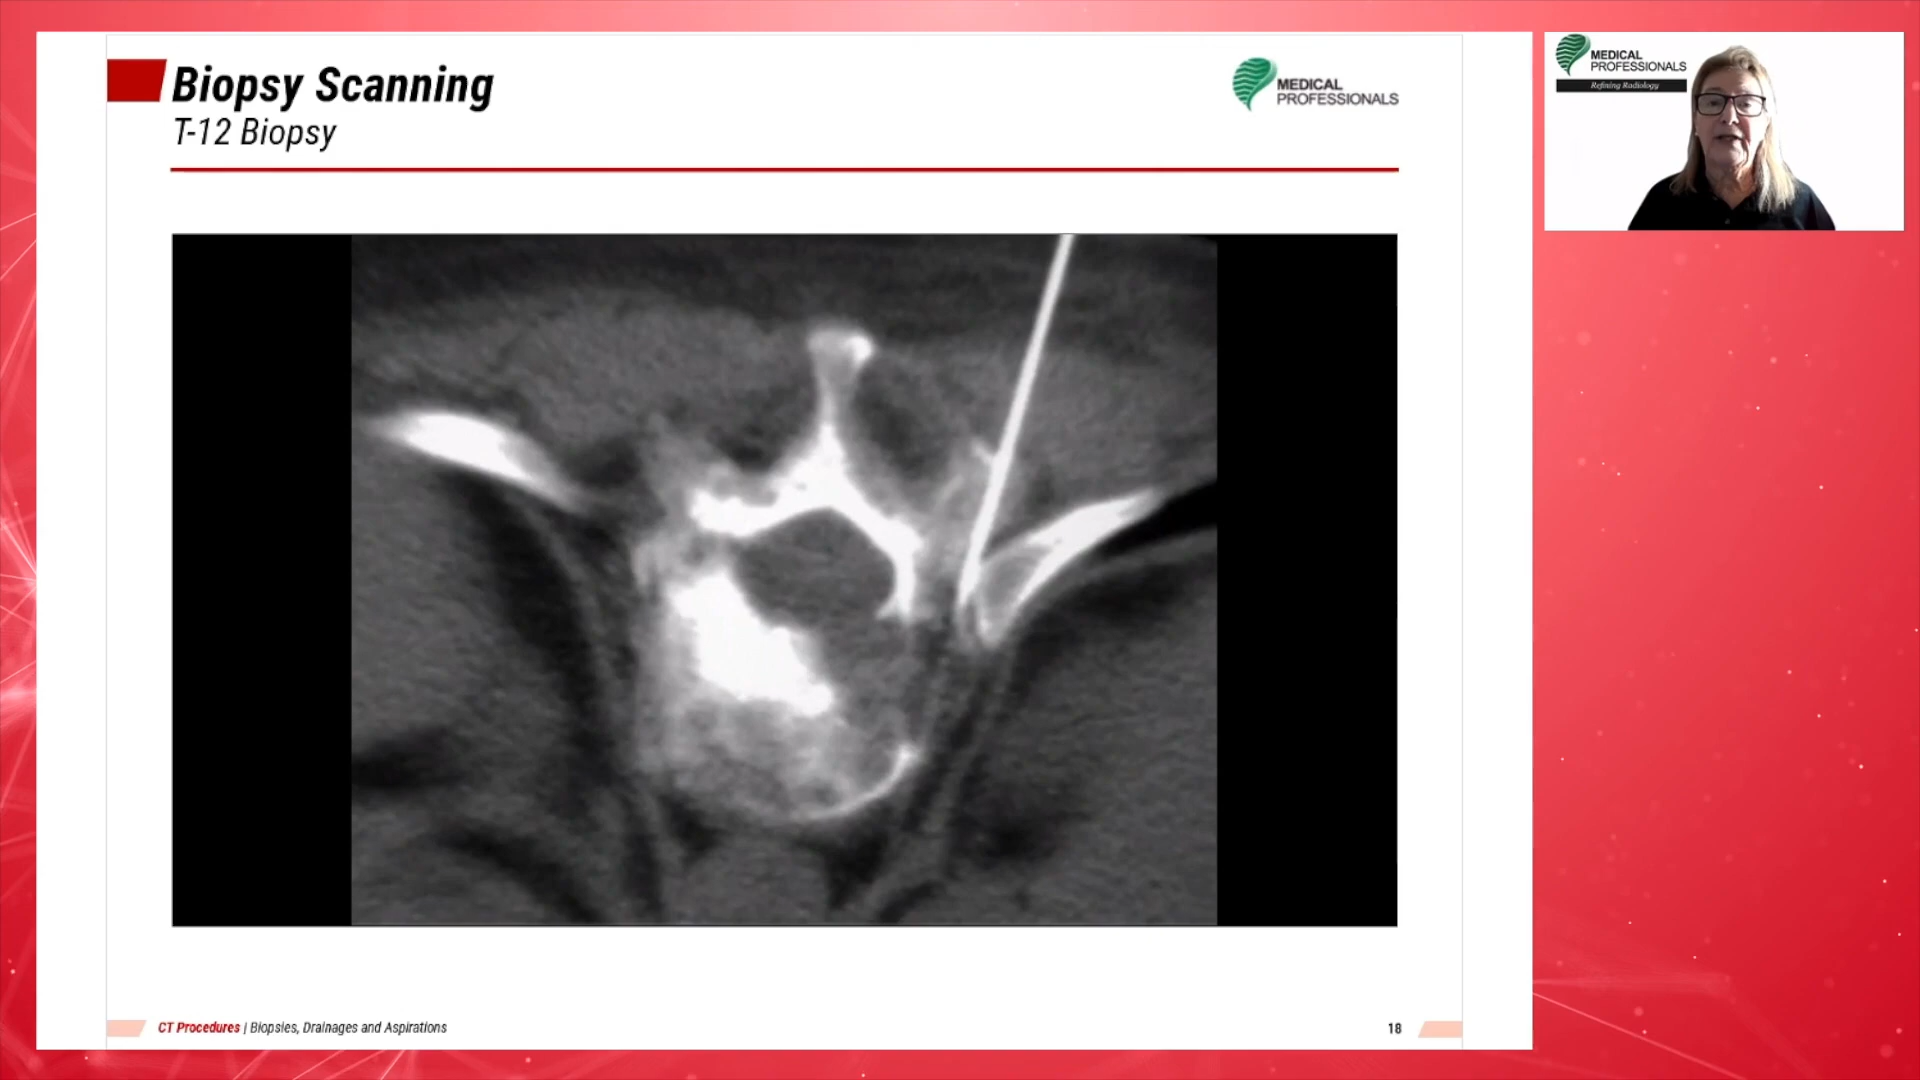 Biopsy Scanning
T-12 Biopsy
MEDICAL
PROFESSIONALS
MEDICAL
PROFESSIONALS
Refining Radiology
CT Procedures | Biopsies, Drainages and Aspirations
18